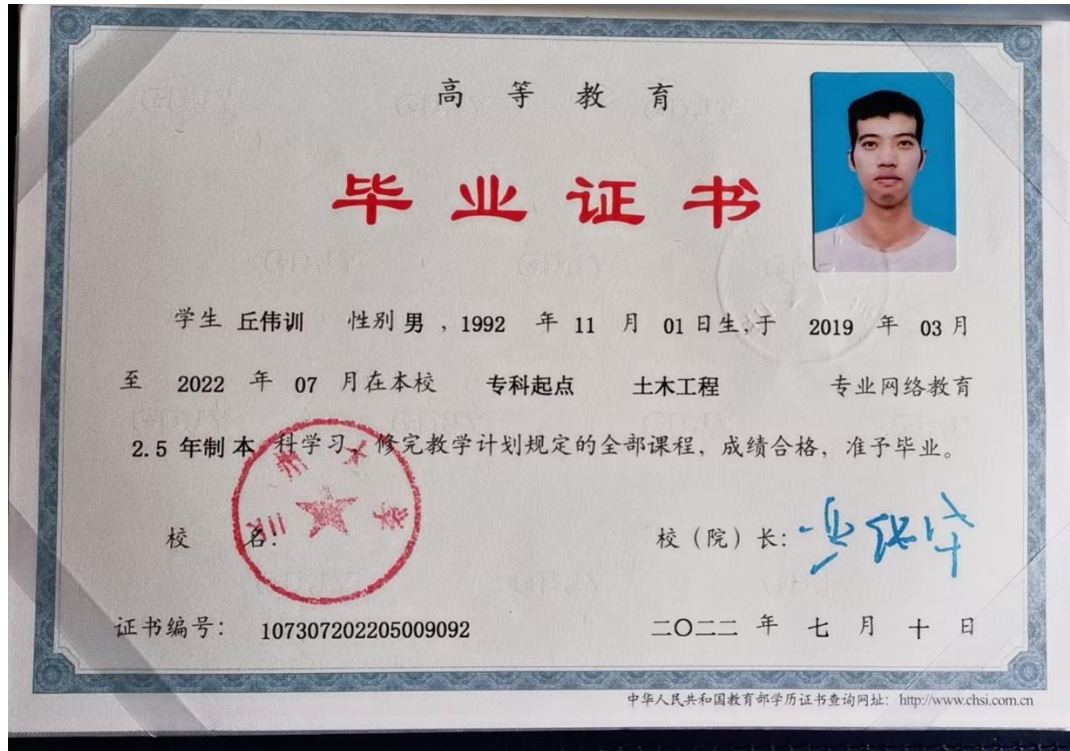 高等教育
毕业证书
学生 丘伟训 性别 男 ，1992 年 11 月 01 日生，于 2019 年 03 月
至 2022 年 07 月在本校 专科起点 土木工程 专业网络教育
2.5 年制 本 科学习，修完教学计划规定的全部课程，成绩合格，准予毕业。
校 名：
校（院）长：
证书编号： 107307202205009092
二〇二二 年 七 月 十 日
中华人民共和国教育部学历证书查询网址： http://www.chsi.com.cn